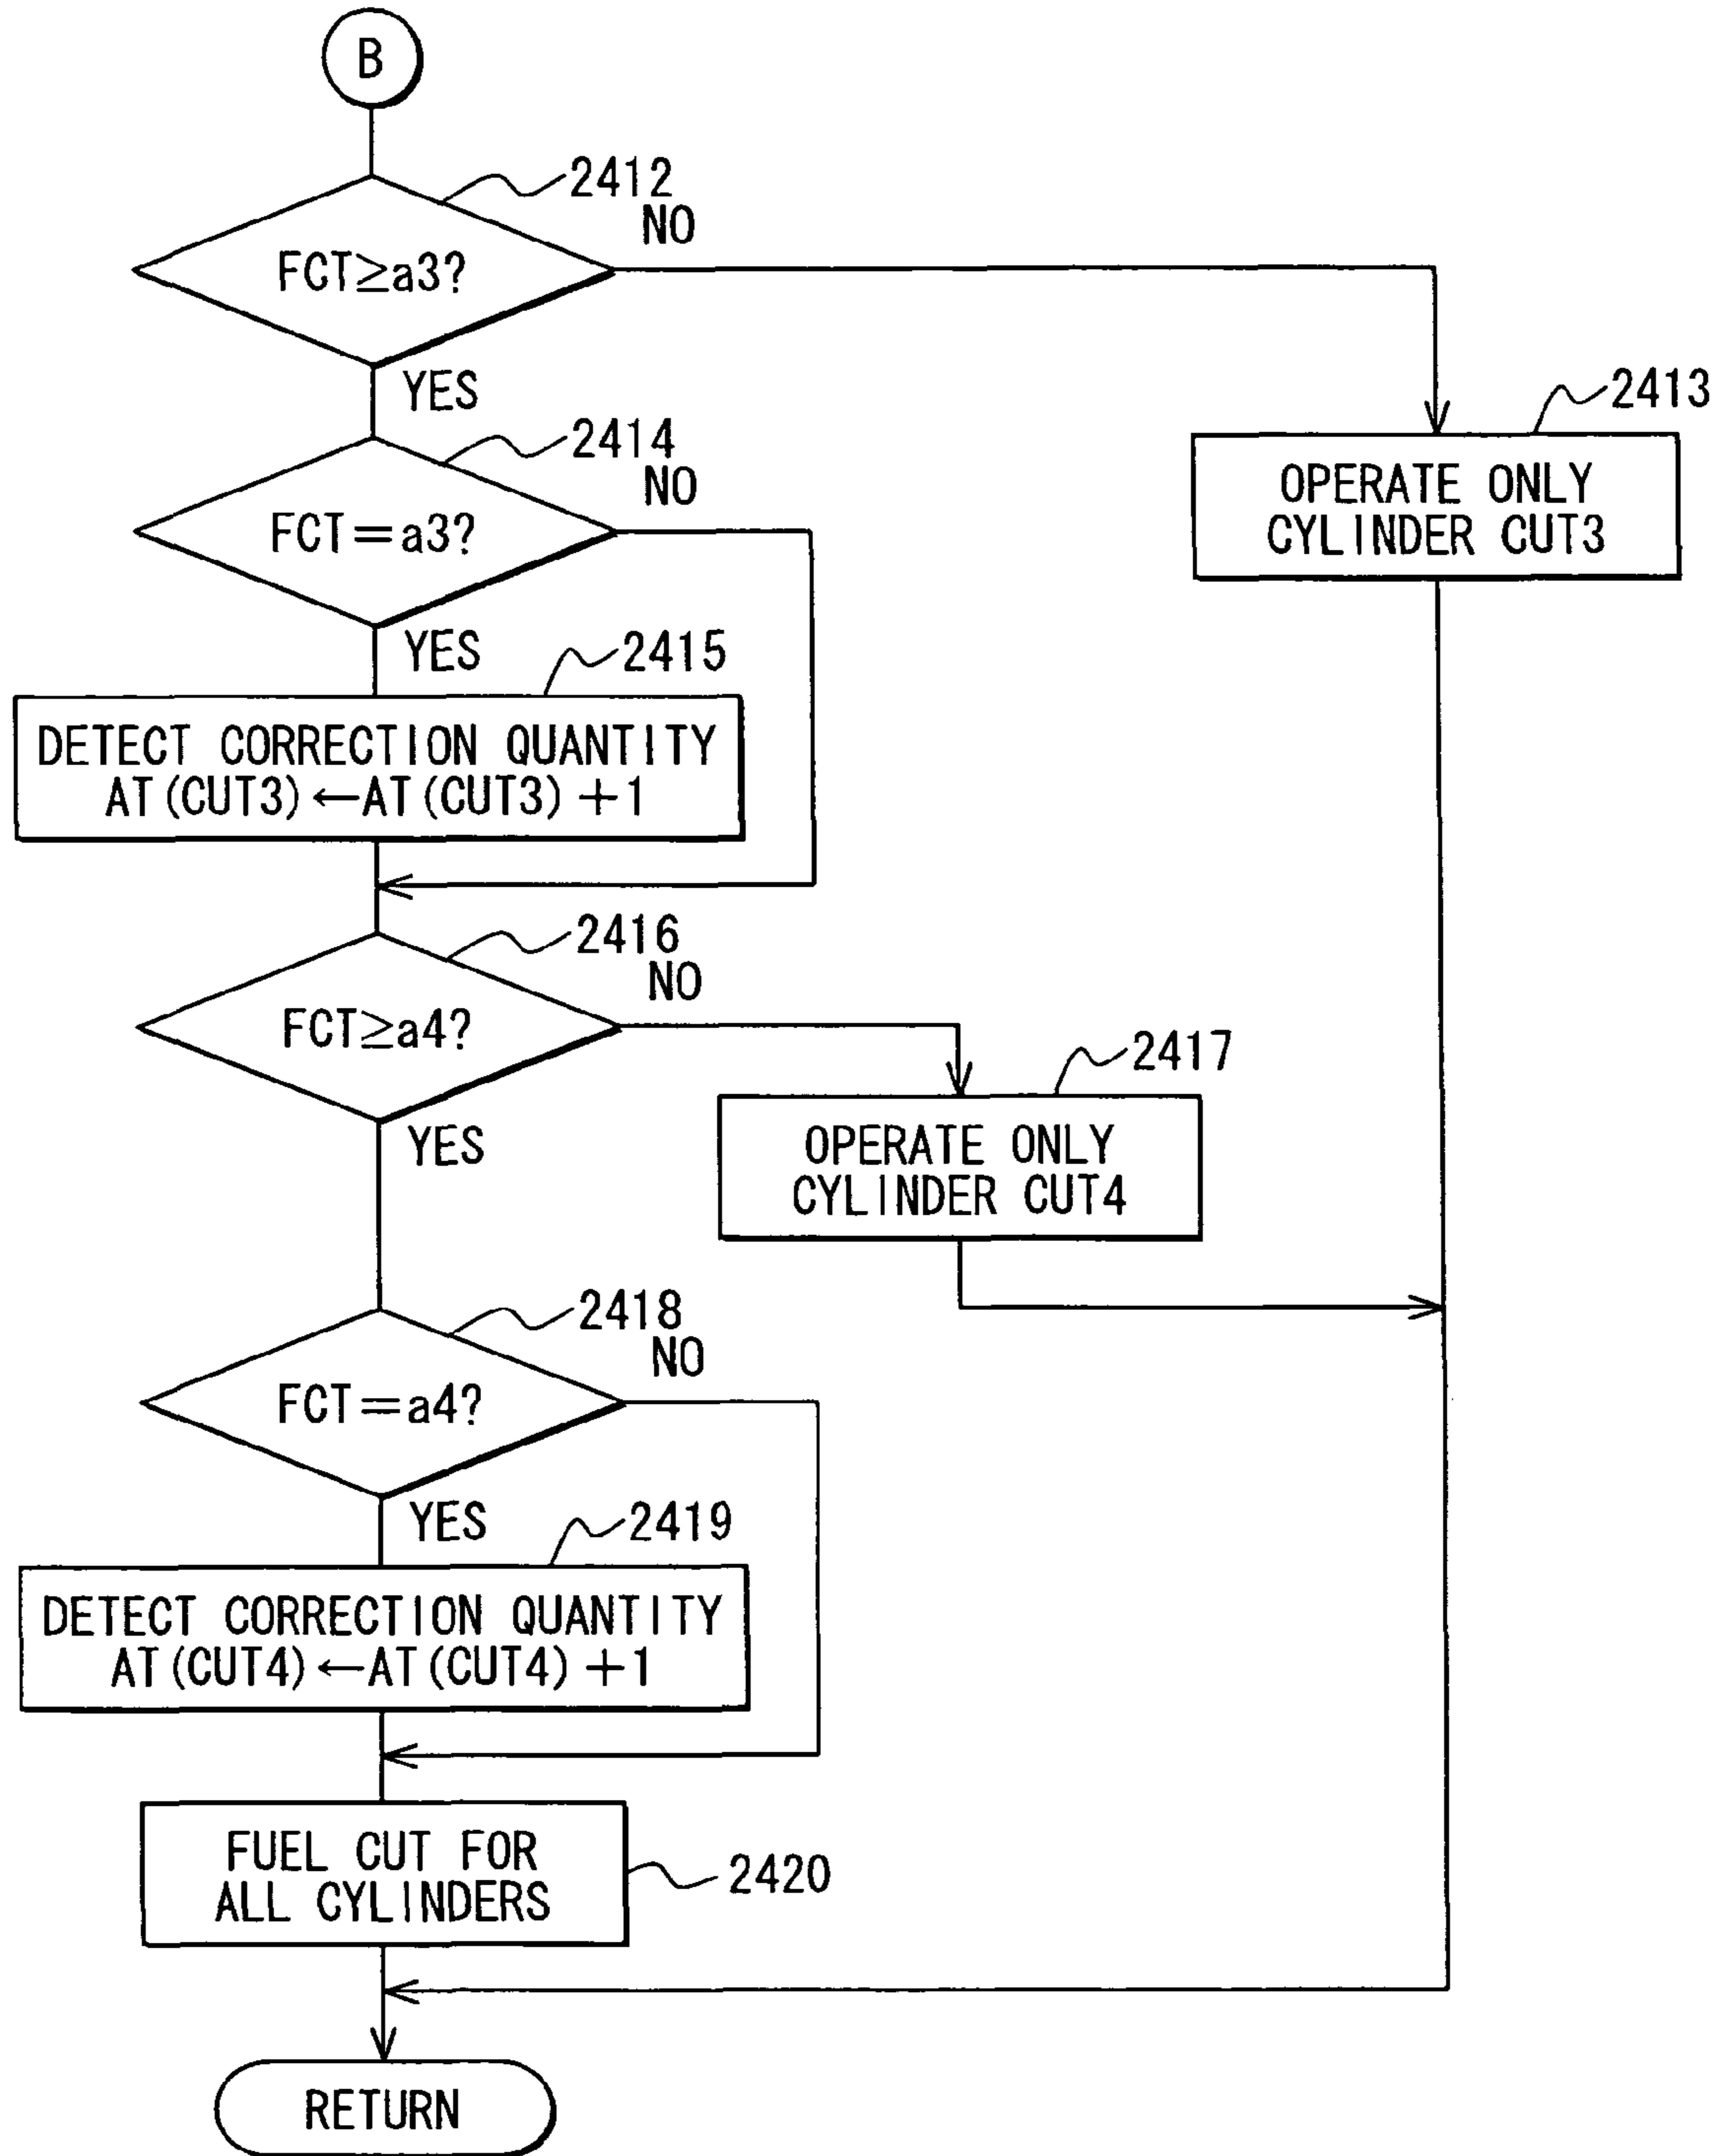 B
2412
NO
FCT≥a3?
YES
2413
OPERATE ONLY
CYLINDER CUT3
2414
NO
FCT=a3?
YES
2415
DETECT CORRECTION QUANTITY
AT(CUT3)←AT(CUT3)+1
2416
NO
FCT≥a4?
YES
2417
OPERATE ONLY
CYLINDER CUT4
2418
NO
FCT=a4?
YES
2419
DETECT CORRECTION QUANTITY
AT(CUT4)←AT(CUT4)+1
FUEL CUT FOR
ALL CYLINDERS
2420
RETURN